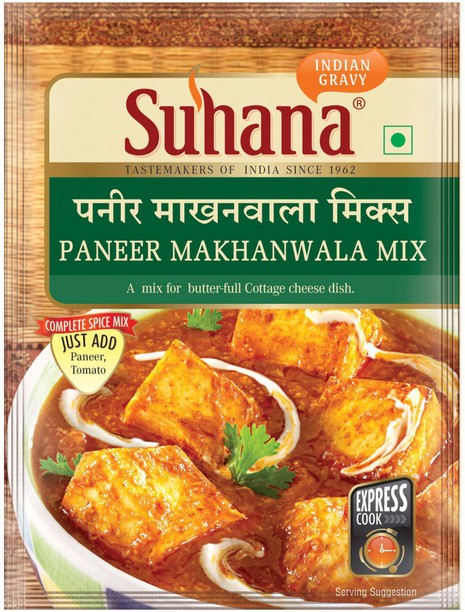 INDIAN
GRAVY
Suhana®
TASTEMAKERS OF INDIA SINCE 1962
पनीर माखनवाला मिक्स
PANEER MAKHANWALA MIX
A mix for butter-full Cottage cheese dish.
COMPLETE SPICE MIX
JUST ADD
Paneer,
Tomato
EXPRESS
COOK
Serving Suggestion